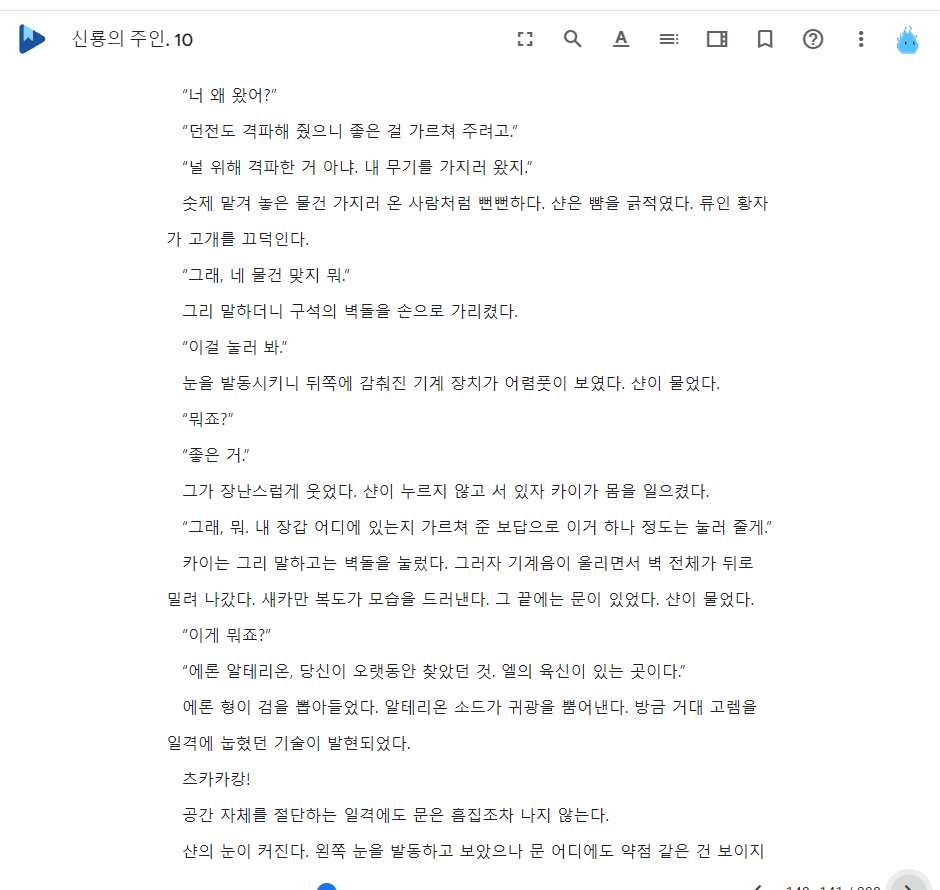 신룡의 주인. 10
“너 왜 왔어?”
“던전도 격파해 줬으니 좋은 걸 가르쳐 주려고.”
“널 위해 격파한 거 아냐. 내 무기를 가지러 왔지.”
숫제 맡겨 놓은 물건 가지러 온 사람처럼 뻔뻔하다. 샨은 뺨을 긁적였다. 류인 황자
가 고개를 끄덕인다.
“그래, 네 물건 맞지 뭐.”
그리 말하더니 구석의 벽돌을 손으로 가리켰다.
“이걸 눌러 봐.”
눈을 발동시키니 뒤쪽에 감춰진 기계 장치가 어렴풋이 보였다. 샨이 물었다.
“뭐죠?”
“좋은 거.”
그가 장난스럽게 웃었다. 샨이 누르지 않고 서 있자 카이가 몸을 일으켰다.
“그래, 뭐. 내 장갑 어디에 있는지 가르쳐 준 보답으로 이거 하나 정도는 눌러 줄게.”
카이는 그리 말하고는 벽돌을 눌렀다. 그러자 기계음이 울리면서 벽 전체가 뒤로
밀려 나갔다. 새카만 복도가 모습을 드러낸다. 그 끝에는 문이 있었다. 샨이 물었다.
“이게 뭐죠?”
“에론 알테리온, 당신이 오랫동안 찾았던 것. 엘의 육신이 있는 곳이다.”
에론 형이 검을 뽑아들었다. 알테리온 소드가 귀광을 뿜어낸다. 방금 거대 고렘을
일격에 눕혔던 기술이 발현되었다.
츠카카캉!
공간 자체를 절단하는 일격에도 문은 흠집조차 나지 않는다.
샨의 눈이 커진다. 왼쪽 눈을 발동하고 보았으나 문 어디에도 약점 같은 건 보이지